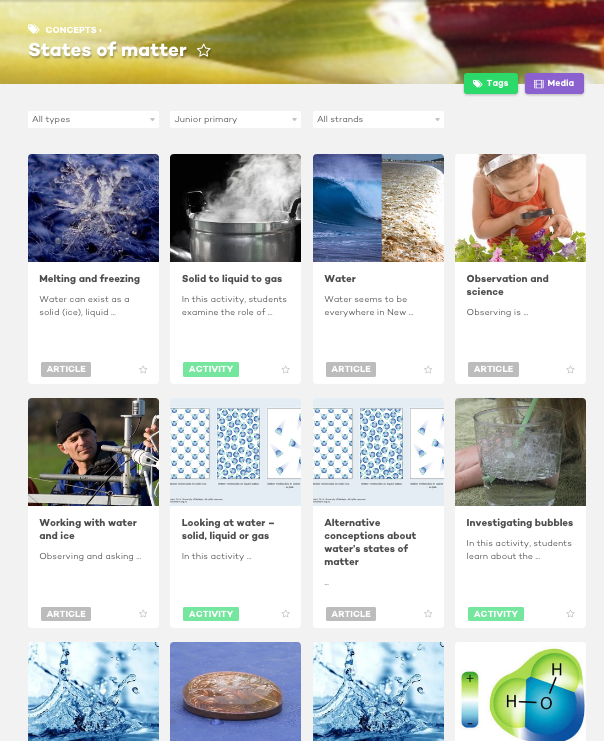 CONCEPTS ›
States of matter
Tags
Media
All types
Junior primary
All strands
Melting and freezing
Water can exist as a
solid (ice), liquid ...
ARTICLE
Solid to liquid to gas
In this activity, students
examine the role of ...
ACTIVITY
Water
Water seems to be
everywhere in New ...
ARTICLE
Observation and
science
Observing is ...
ARTICLE
Working with water
and ice
Observing and asking ...
ARTICLE
Looking at water –
solid, liquid or gas
In this activity ...
ACTIVITY
Alternative
conceptions about
water's states of
matter
...
ARTICLE
Investigating bubbles
In this activity, students
learn about the ...
ACTIVITY
+
–
H
H
O